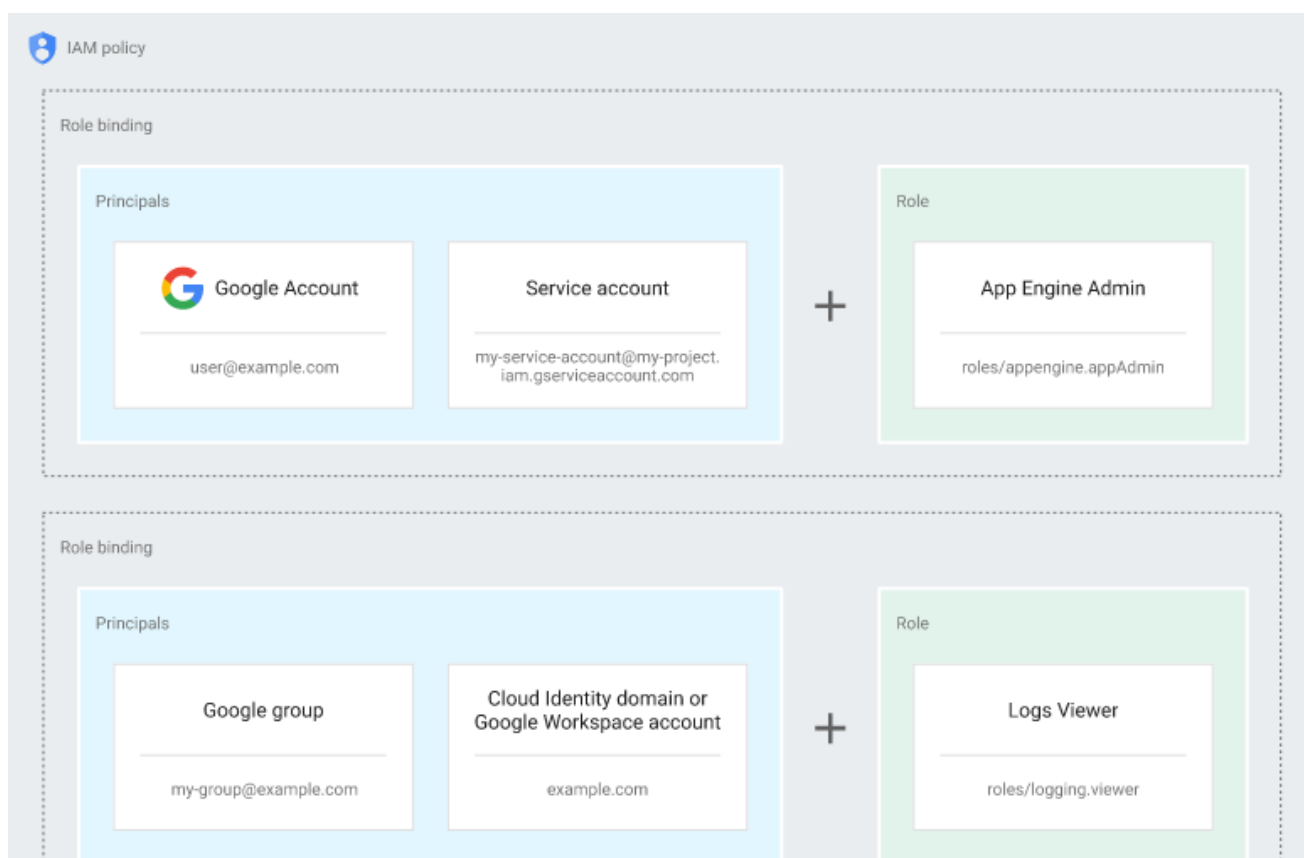 IAM policy
Role binding
Principals
Google Account
user@example.com
Service account
my-service-account@my-project.
iam.gserviceaccount.com
+
Role
App Engine Admin
roles/appengine.appAdmin
Role binding
Principals
Google group
my-group@example.com
Cloud Identity domain or
Google Workspace account
example.com
+
Role
Logs Viewer
roles/logging.viewer